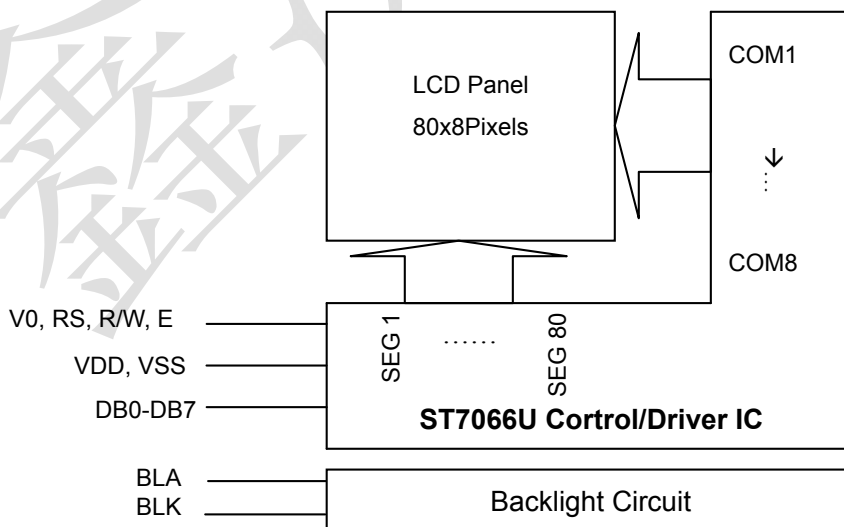 LCD Panel
80x8Pixels
COM1
...
COM8
V0, RS, R/W, E
VDD, VSS
DB0-DB7
SEG 1
......
SEG 80
ST7066U Cortrol/Driver IC
BLA
BLK
Backlight Circuit
鑫